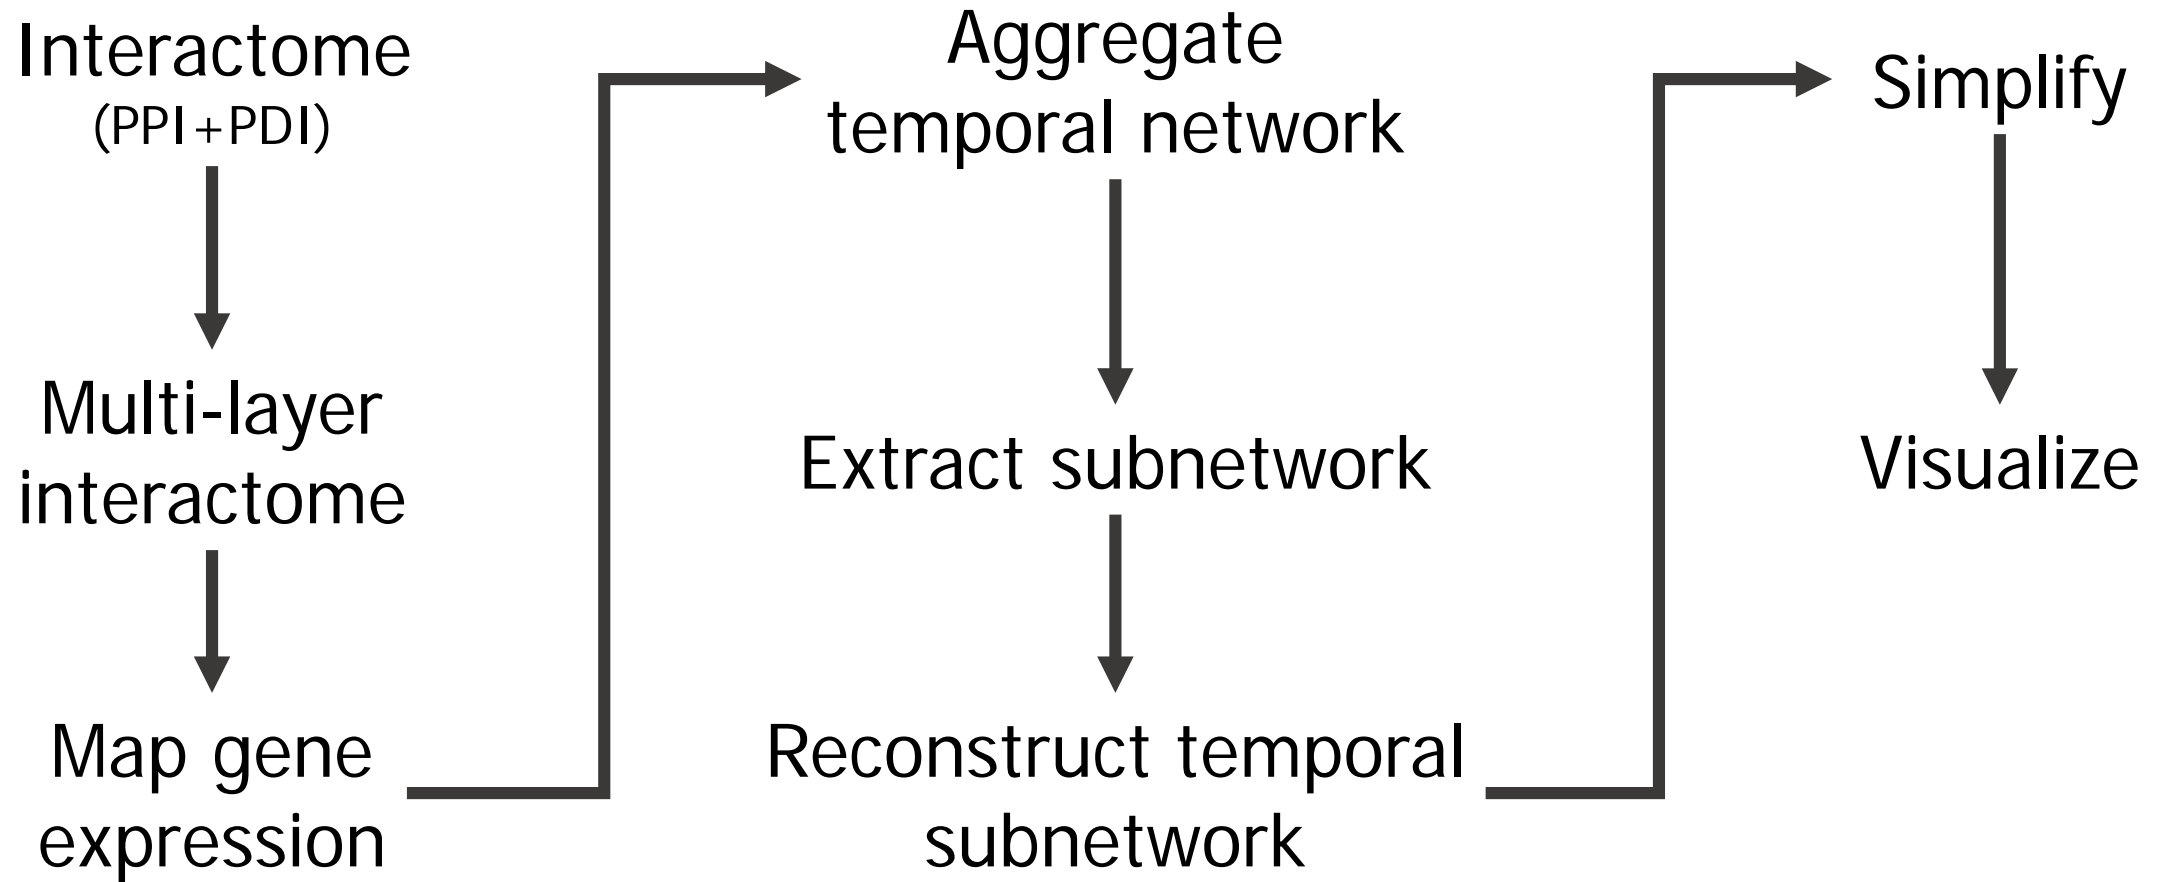 Interactome
(PPI+PDI)
Multi-layer
interactome
Map gene
expression
Aggregate
temporal network
Extract subnetwork
Reconstruct temporal
subnetwork
Simplify
Visualize